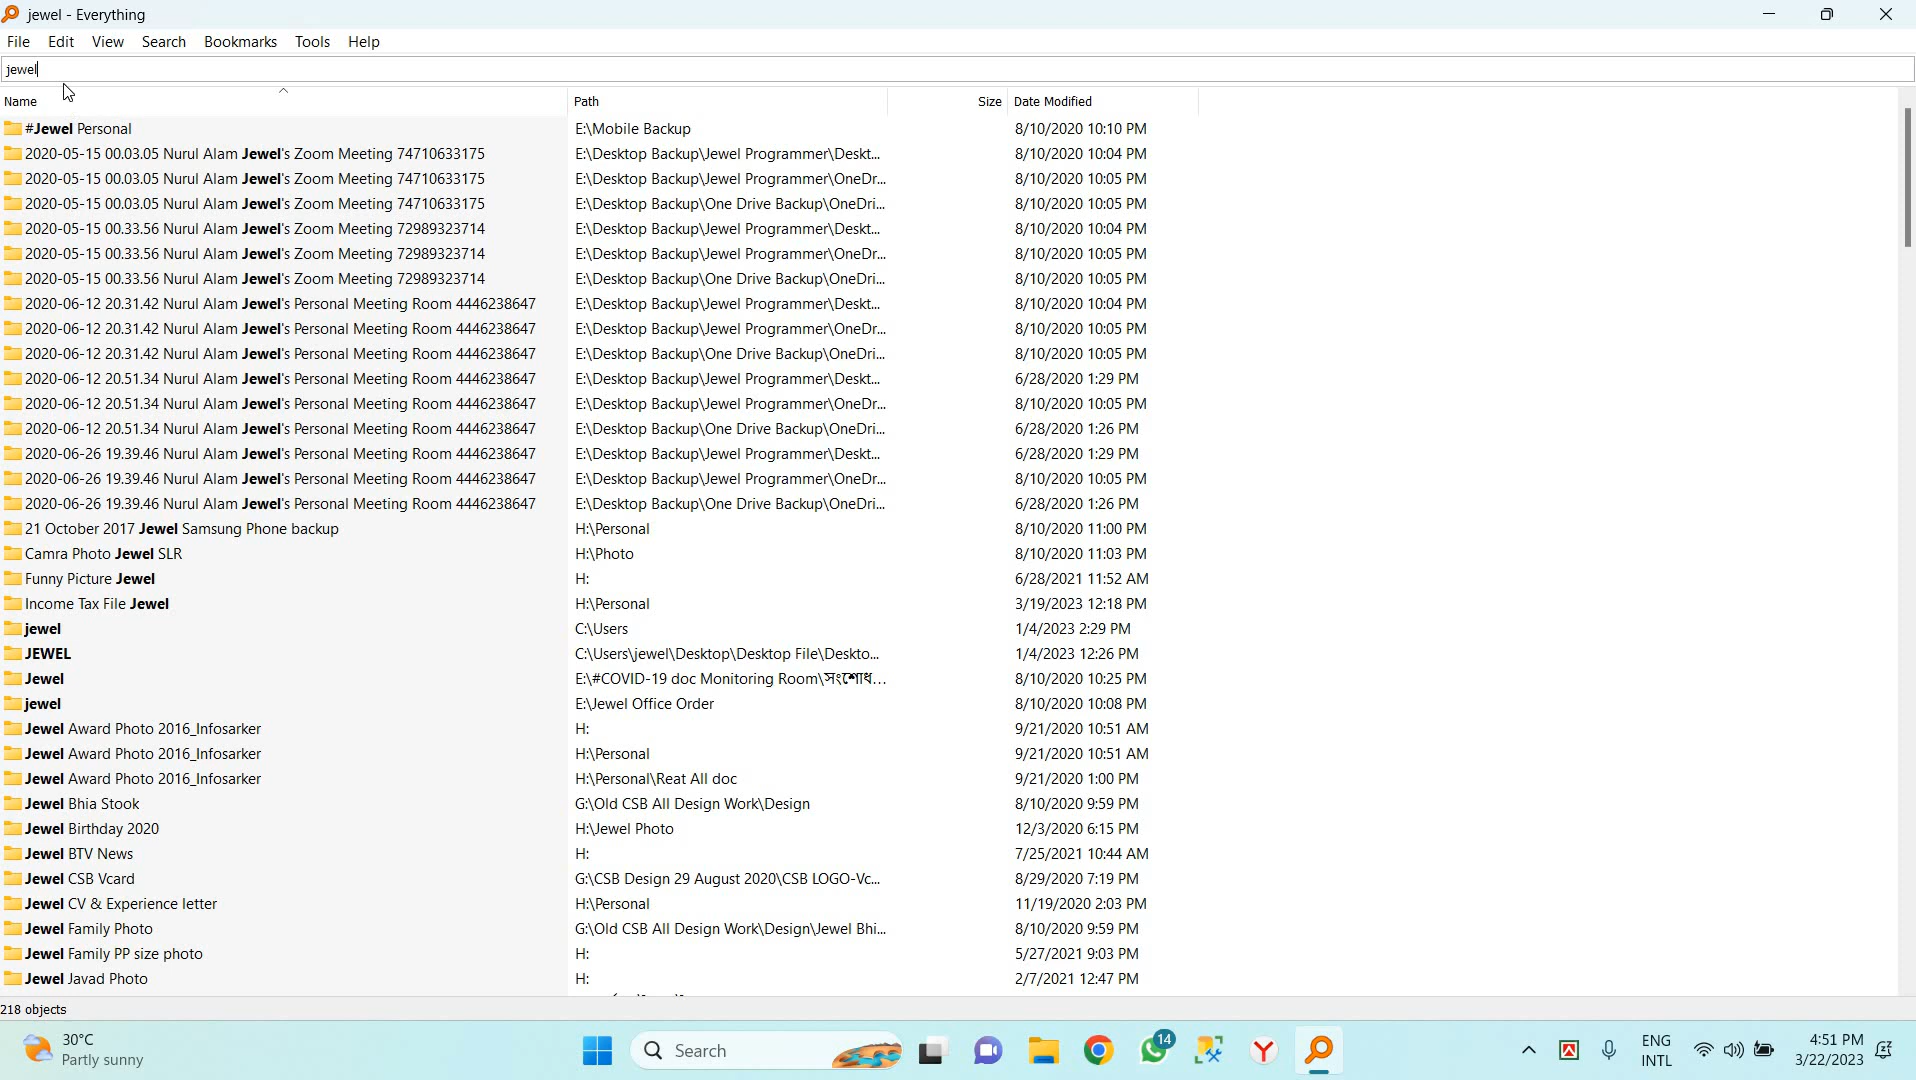 jewel - Everything
File Edit View Search Bookmarks Tools Help
jewel
Name Path Size Date Modified
#Jewel Personal E:\Mobile Backup 8/10/2020 10:10 PM
2020-05-15 00.03.05 Nurul Alam Jewel's Zoom Meeting 74710633175 E:\Desktop Backup\Jewel Programmer\Deskt... 8/10/2020 10:04 PM
2020-05-15 00.03.05 Nurul Alam Jewel's Zoom Meeting 74710633175 E:\Desktop Backup\Jewel Programmer\OneDr... 8/10/2020 10:05 PM
2020-05-15 00.03.05 Nurul Alam Jewel's Zoom Meeting 74710633175 E:\Desktop Backup\One Drive Backup\OneDri... 8/10/2020 10:05 PM
2020-05-15 00.33.56 Nurul Alam Jewel's Zoom Meeting 72989323714 E:\Desktop Backup\Jewel Programmer\Deskt... 8/10/2020 10:04 PM
2020-05-15 00.33.56 Nurul Alam Jewel's Zoom Meeting 72989323714 E:\Desktop Backup\Jewel Programmer\OneDr... 8/10/2020 10:05 PM
2020-05-15 00.33.56 Nurul Alam Jewel's Zoom Meeting 72989323714 E:\Desktop Backup\One Drive Backup\OneDri... 8/10/2020 10:05 PM
2020-06-12 20.31.42 Nurul Alam Jewel's Personal Meeting Room 4446238647 E:\Desktop Backup\Jewel Programmer\Deskt... 8/10/2020 10:04 PM
2020-06-12 20.31.42 Nurul Alam Jewel's Personal Meeting Room 4446238647 E:\Desktop Backup\Jewel Programmer\OneDr... 8/10/2020 10:05 PM
2020-06-12 20.31.42 Nurul Alam Jewel's Personal Meeting Room 4446238647 E:\Desktop Backup\One Drive Backup\OneDri... 8/10/2020 10:05 PM
2020-06-12 20.51.34 Nurul Alam Jewel's Personal Meeting Room 4446238647 E:\Desktop Backup\Jewel Programmer\Deskt... 6/28/2020 1:29 PM
2020-06-12 20.51.34 Nurul Alam Jewel's Personal Meeting Room 4446238647 E:\Desktop Backup\Jewel Programmer\OneDr... 8/10/2020 10:05 PM
2020-06-12 20.51.34 Nurul Alam Jewel's Personal Meeting Room 4446238647 E:\Desktop Backup\One Drive Backup\OneDri... 6/28/2020 1:26 PM
2020-06-26 19.39.46 Nurul Alam Jewel's Personal Meeting Room 4446238647 E:\Desktop Backup\Jewel Programmer\Deskt... 6/28/2020 1:29 PM
2020-06-26 19.39.46 Nurul Alam Jewel's Personal Meeting Room 4446238647 E:\Desktop Backup\Jewel Programmer\OneDr... 8/10/2020 10:05 PM
2020-06-26 19.39.46 Nurul Alam Jewel's Personal Meeting Room 4446238647 E:\Desktop Backup\One Drive Backup\OneDri... 6/28/2020 1:26 PM
21 October 2017 Jewel Samsung Phone backup H:\Personal 8/10/2020 11:00 PM
Camra Photo Jewel SLR H:\Photo 8/10/2020 11:03 PM
Funny Picture Jewel H: 6/28/2021 11:52 AM
Income Tax File Jewel H:\Personal 3/19/2023 12:18 PM
jewel C:\Users 1/4/2023 2:29 PM
JEWEL C:\Users\jewel\Desktop\Desktop File\Deskto... 1/4/2023 12:26 PM
Jewel E:\#COVID-19 doc Monitoring Room\সংশোধ... 8/10/2020 10:25 PM
jewel E:\Jewel Office Order 8/10/2020 10:08 PM
Jewel Award Photo 2016_Infosarker H: 9/21/2020 10:51 AM
Jewel Award Photo 2016_Infosarker H:\Personal 9/21/2020 10:51 AM
Jewel Award Photo 2016_Infosarker H:\Personal\Reat All doc 9/21/2020 1:00 PM
Jewel Bhia Stook G:\Old CSB All Design Work\Design 8/10/2020 9:59 PM
Jewel Birthday 2020 H:\Jewel Photo 12/3/2020 6:15 PM
Jewel BTV News H: 7/25/2021 10:44 AM
Jewel CSB Vcard G:\CSB Design 29 August 2020\CSB LOGO-Vc... 8/29/2020 7:19 PM
Jewel CV & Experience letter H:\Personal 11/19/2020 2:03 PM
Jewel Family Photo G:\Old CSB All Design Work\Design\Jewel Bhi... 8/10/2020 9:59 PM
Jewel Family PP size photo H: 5/27/2021 9:03 PM
Jewel Javad Photo H: 2/7/2021 12:47 PM
218 objects
30°C
Partly sunny
Search
14
ENG
INTL
4:51 PM
3/22/2023